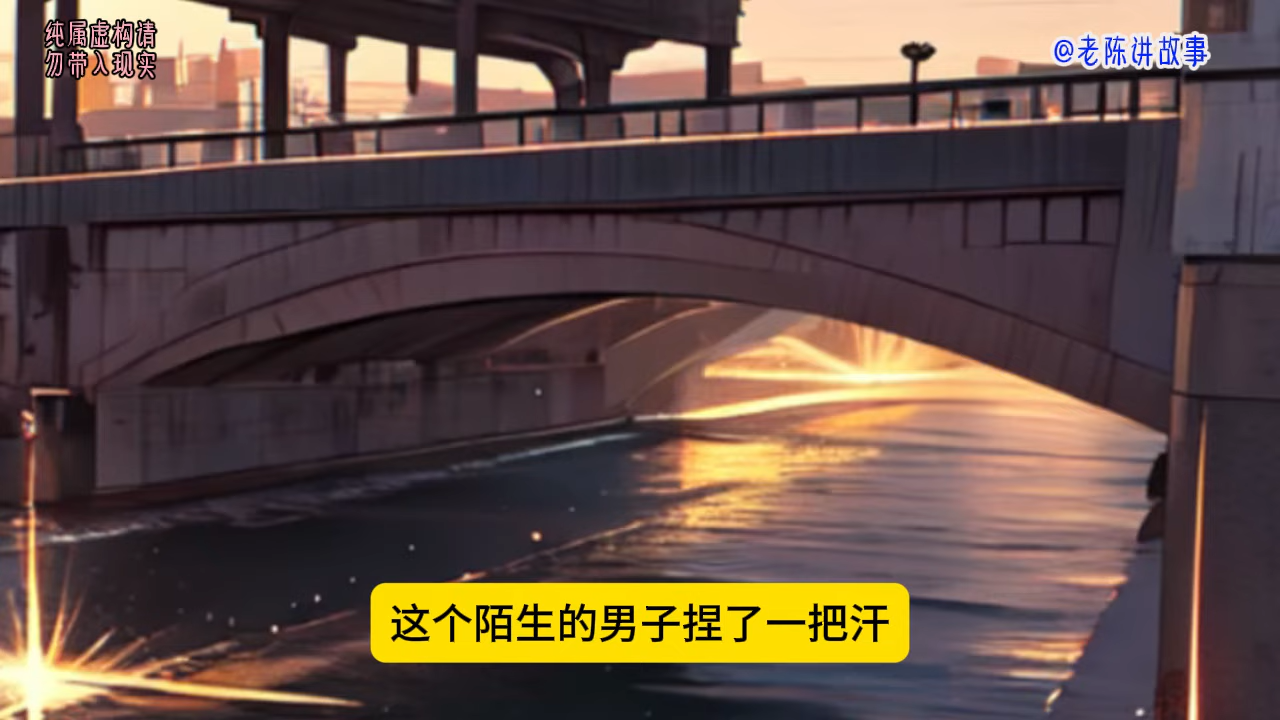 纯属虚构请
勿带入现实
@老陈讲故事
这个陌生的男子捏了一把汗